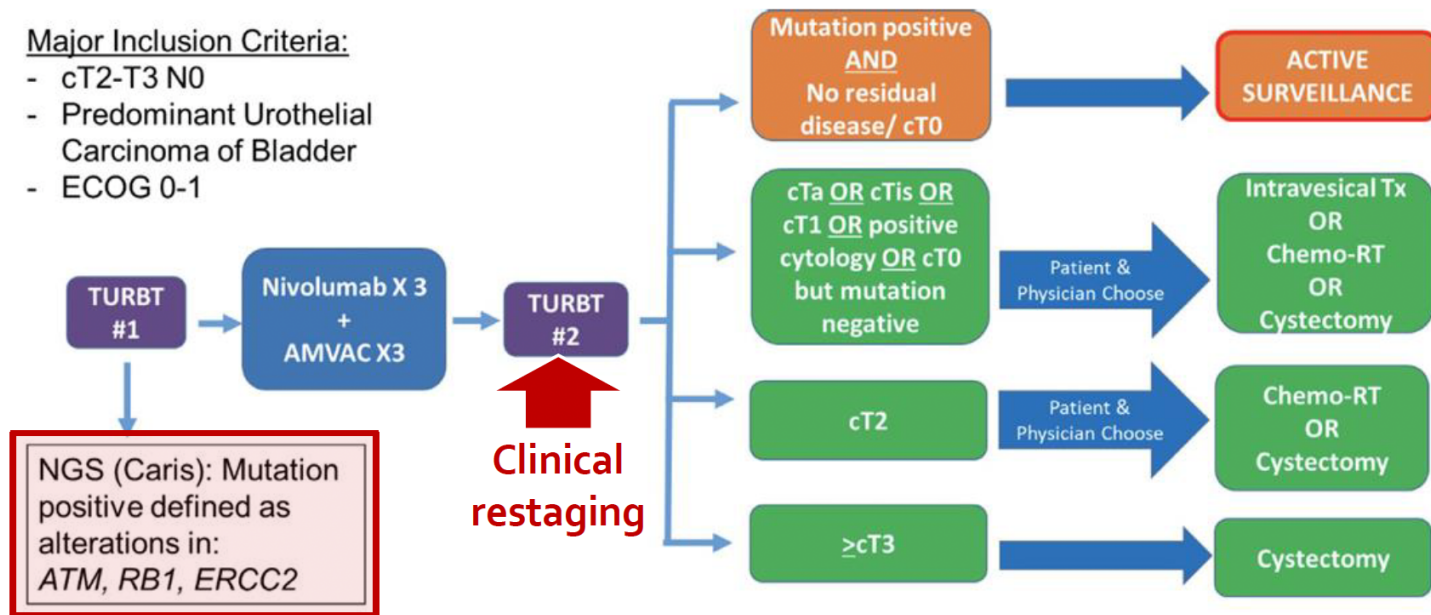 Major Inclusion Criteria:
- cT2-T3 N0
- Predominant Urothelial
Carcinoma of Bladder
- ECOG 0-1
TURBT
#1
Nivolumab X 3
+
AMVAC X3
TURBT
#2
Clinical
restaging
NGS (Caris): Mutation
positive defined as
alterations in:
ATM, RB1, ERCC2
Mutation positive
AND
No residual
disease/ cT0
ACTIVE
SURVEILLANCE
cTa OR cTis OR
cT1 OR positive
cytology OR cT0
but mutation
negative
Patient &
Physician Choose
Intravesical Tx
OR
Chemo-RT
OR
Cystectomy
cT2
Patient &
Physician Choose
Chemo-RT
OR
Cystectomy
≥cT3
Cystectomy